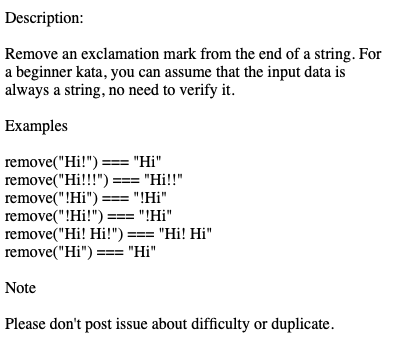 Description:
Remove an exclamation mark from the end of a string. For
a beginner kata, you can assume that the input data is
always a string, no need to verify it.
Examples
remove("Hi!") === "Hi"
remove("Hi!!!") === "Hi!!"
remove("!Hi") === "!Hi"
remove("!Hi!") === "!Hi"
remove("Hi! Hi!") === "Hi! Hi"
remove("Hi") === "Hi"
Note
Please don't post issue about difficulty or duplicate.